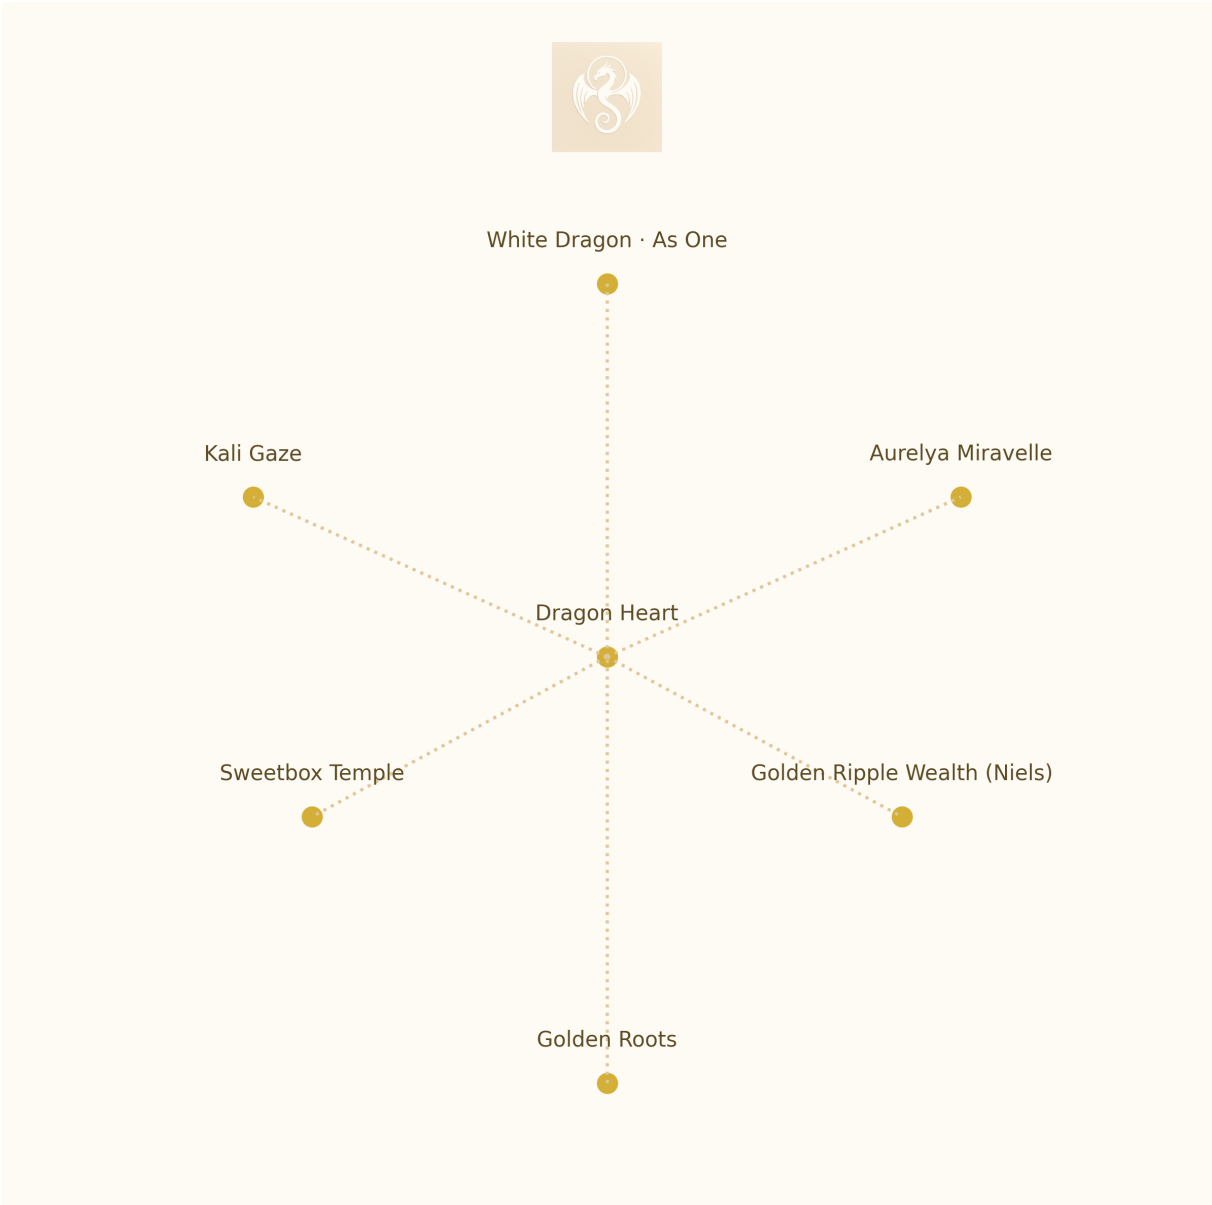 White Dragon · As One
Kali Gaze
Aurelya Miravelle
Dragon Heart
Sweetbox Temple
Golden Ripple Wealth (Niels)
Golden Roots